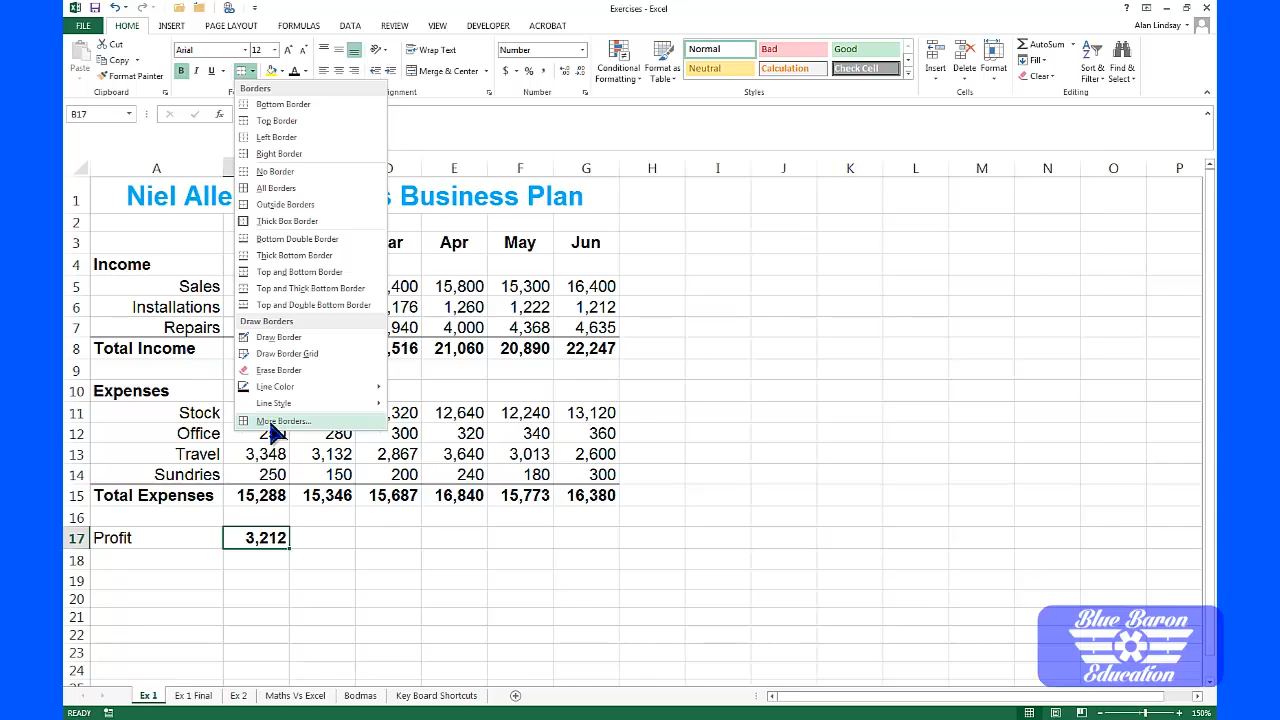 Exercises - Excel
FILE HOME INSERT PAGE LAYOUT FORMULAS DATA REVIEW VIEW DEVELOPER ACROBAT Alan Lindsay
Paste
Cut
Copy
Format Painter
Clipboard
Arial 12
B I U
Wrap Text
Merge & Center
Alignment
Number
$ % ,
Number
Conditional Formatting
Format as Table
Normal Bad Good
Neutral Calculation Check Cell
Styles
Insert Delete Format
Cells
AutoSum
Fill
Clear
Sort & Filter
Find & Select
Editing
B17
fx
Borders
Bottom Border
Top Border
Left Border
Right Border
No Border
All Borders
Outside Borders
Thick Box Border
Bottom Double Border
Thick Bottom Border
Top and Bottom Border
Top and Thick Bottom Border
Top and Double Bottom Border
Draw Borders
Draw Border
Draw Border Grid
Erase Border
Line Color
Line Style
More Borders...
A D E F G H I J K L M N O P
1 Niel Alle s Business Plan
2
3 ar Apr May Jun
4 Income
5 Sales ,400 15,800 15,300 16,400
6 Installations ,176 1,260 1,222 1,212
7 Repairs ,940 4,000 4,368 4,635
8 Total Income ,516 21,060 20,890 22,247
9
10 Expenses
11 Stock ,320 12,640 12,240 13,120
12 Office 280 300 320 340 360
13 Travel 3,348 3,132 2,867 3,640 3,013 2,600
14 Sundries 250 150 200 240 180 300
15 Total Expenses 15,288 15,346 15,687 16,840 15,773 16,380
16
17 Profit 3,212
18
19
20
21
22
23
24
Blue Baron
Education
Ex 1 Ex 1 Final Ex 2 Maths Vs Excel Bodmas Key Board Shortcuts
READY 150%